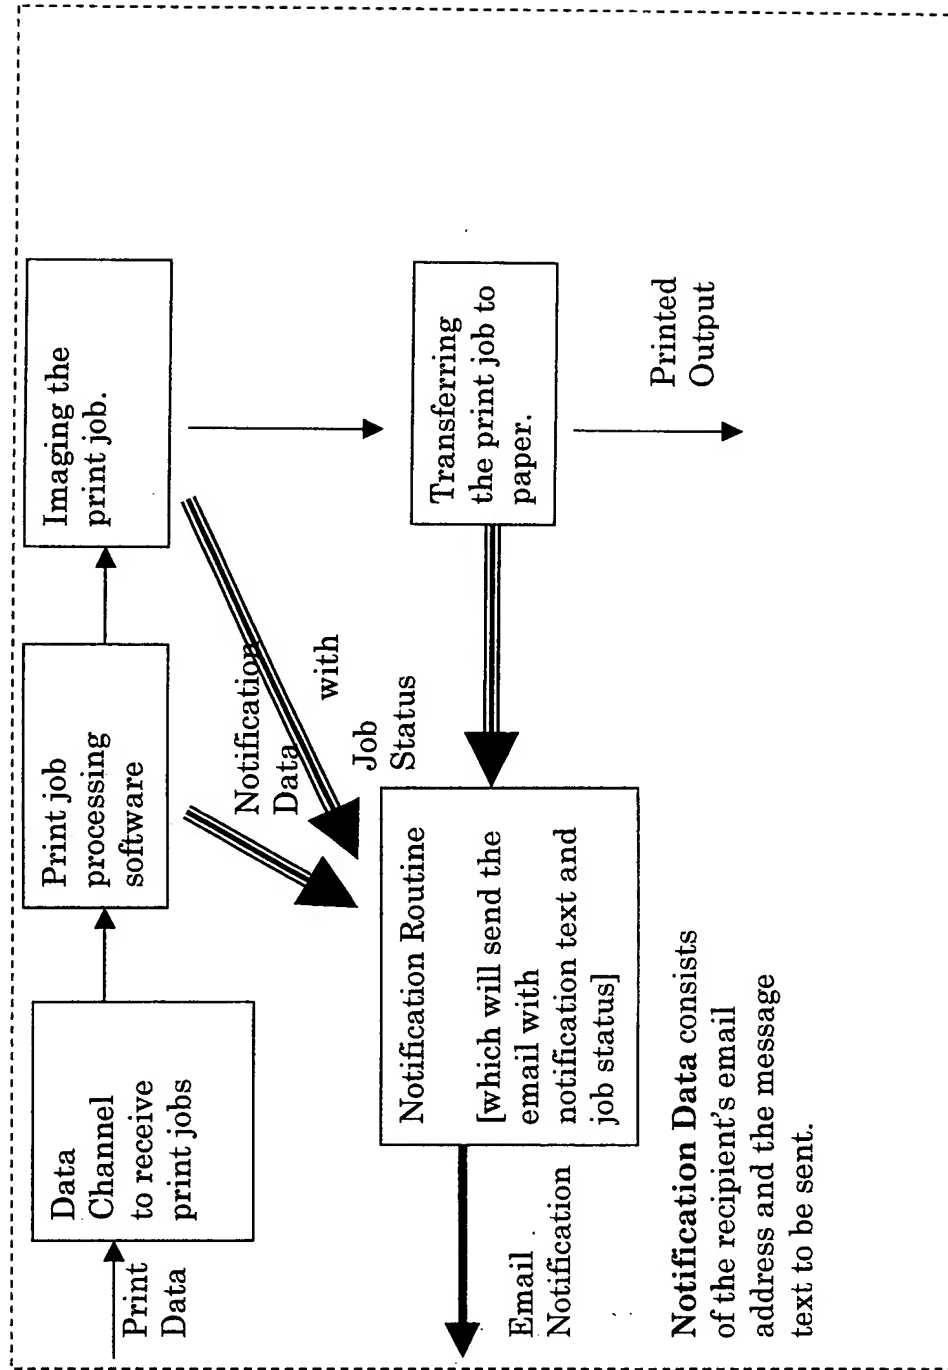 Print
Data
Data
Channel
to receive
print jobs
Print job
processing
software
Imaging the
print job.
Notification
Data
with
Job
Status
Transferring
the print job to
paper.
Printed
Output
Notification Routine
[which will send the
email with
notification text and
job status]
Email
Notification
Notification Data consists
of the recipient's email
address and the message
text to be sent.